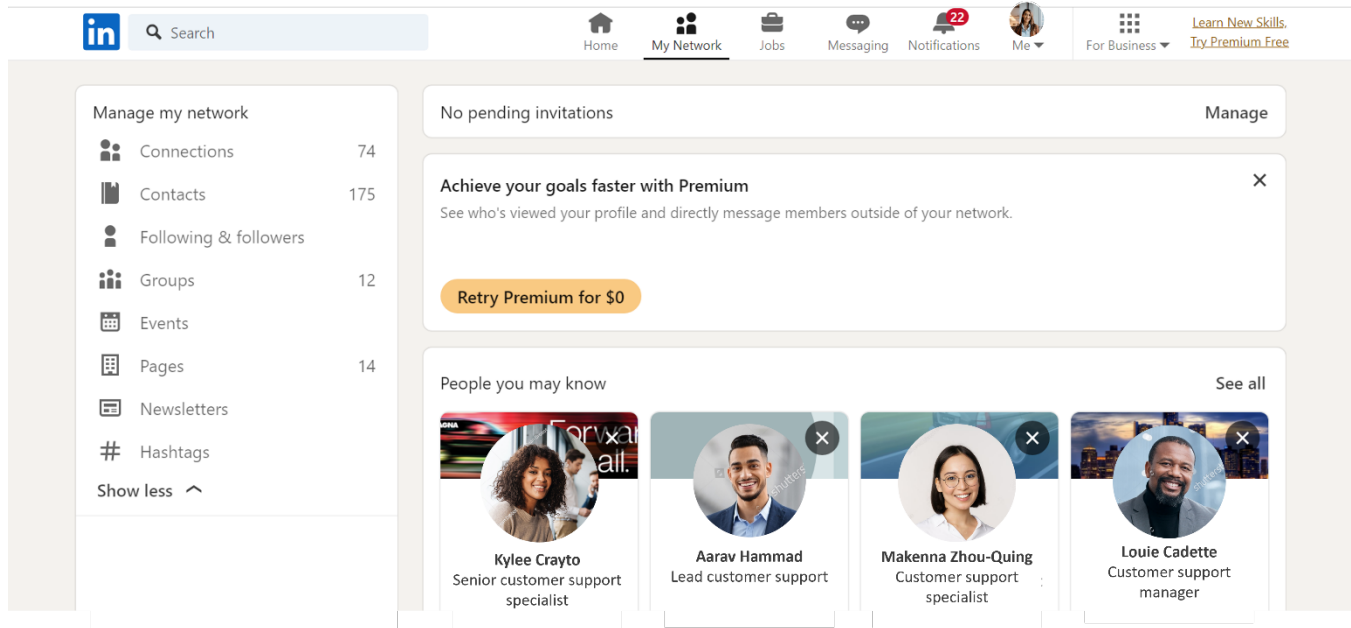 in
Search
Home
My Network
Jobs
Messaging
22
Notifications
Me
For Business
Learn New Skills,
Try Premium Free
Manage my network
Connections 74
Contacts 175
Following & followers
Groups 12
Events
Pages 14
Newsletters
# Hashtags
Show less
No pending invitations
Manage
Achieve your goals faster with Premium
See who's viewed your profile and directly message members outside of your network.
Retry Premium for $0
People you may know
See all
all.
Kylee Crayto
Senior customer support
specialist
Aarav Hammad
Lead customer support
Makenna Zhou-Quing
Customer support
specialist
Louie Cadette
Customer support
manager